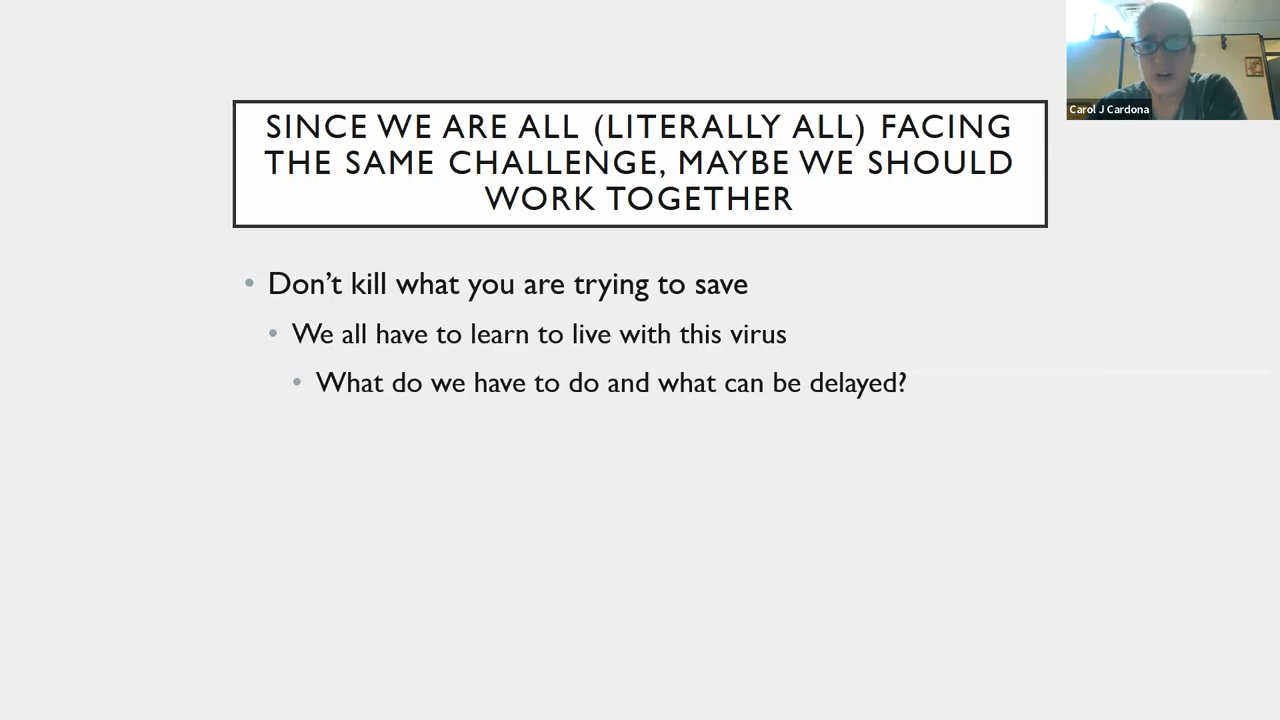 Carol J Cardona
SINCE WE ARE ALL (LITERALLY ALL) FACING
THE SAME CHALLENGE, MAYBE WE SHOULD
WORK TOGETHER
• Don’t kill what you are trying to save
• We all have to learn to live with this virus
• What do we have to do and what can be delayed?